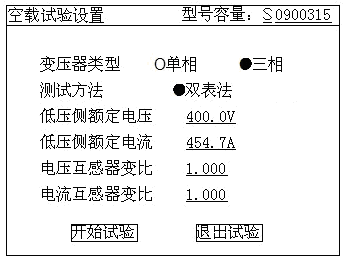 空载试验设置 型号容量：S0900315
变压器类型 O单相 ●三相
测试方法 ●双表法
低压侧额定电压 400.0V
低压侧额定电流 454.7A
电压互感器变比 1.000
电流互感器变比 1.000
开始试验 退出试验